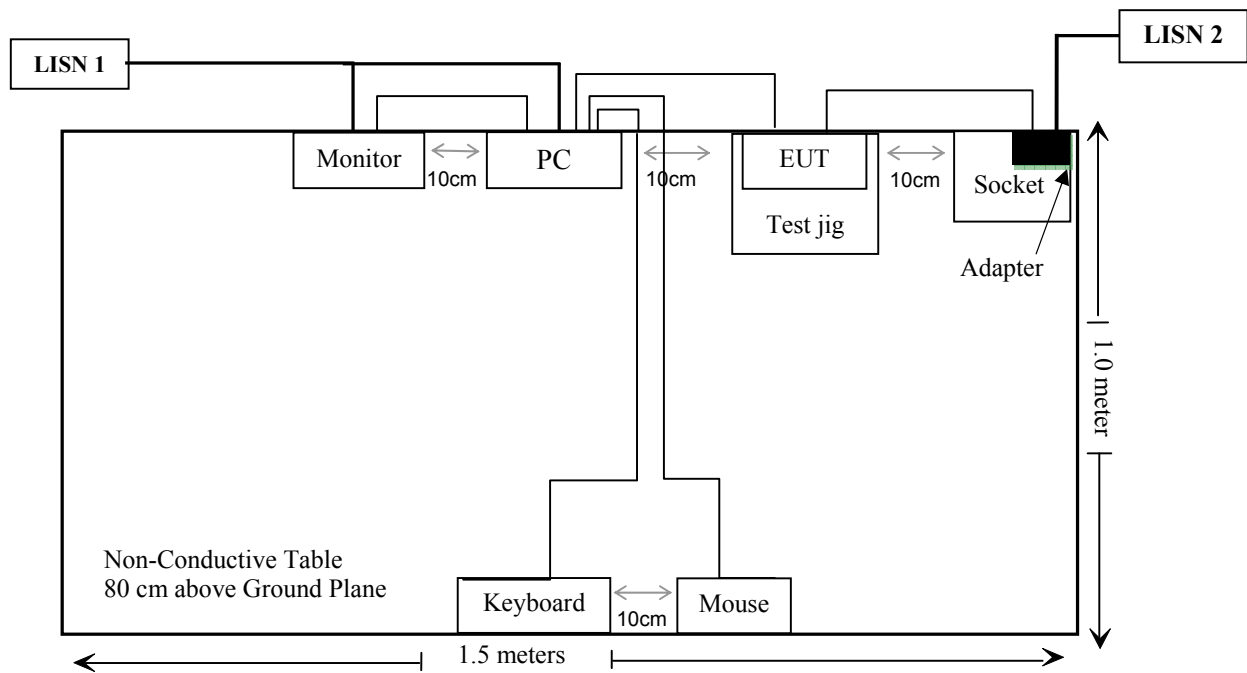 LISN 1
LISN 2
Monitor
10cm
PC
10cm
EUT
10cm
Socket
Test jig
Adapter
1.0 meter
Non-Conductive Table
80 cm above Ground Plane
Keyboard
10cm
Mouse
1.5 meters